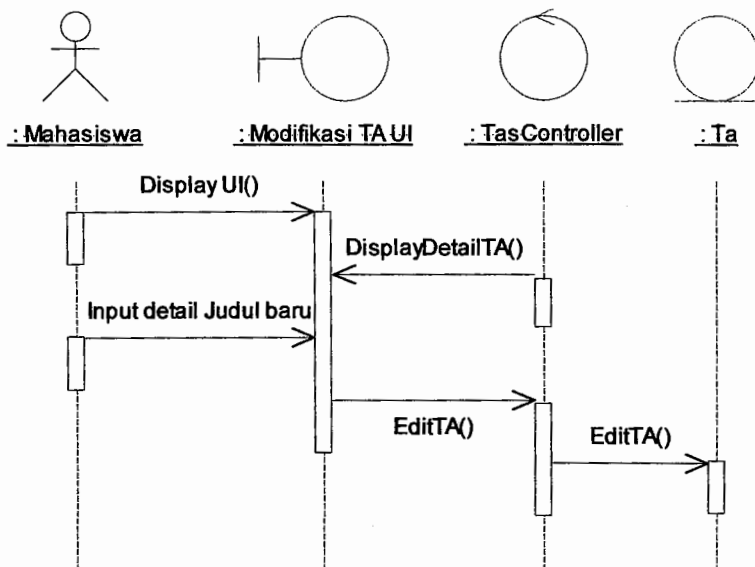 : Mahasiswa
: Modifikasi TA UI
: TasController
: Ta
Display UI()
DisplayDetailTA()
Input detail Judul baru
EditTA()
EditTA()